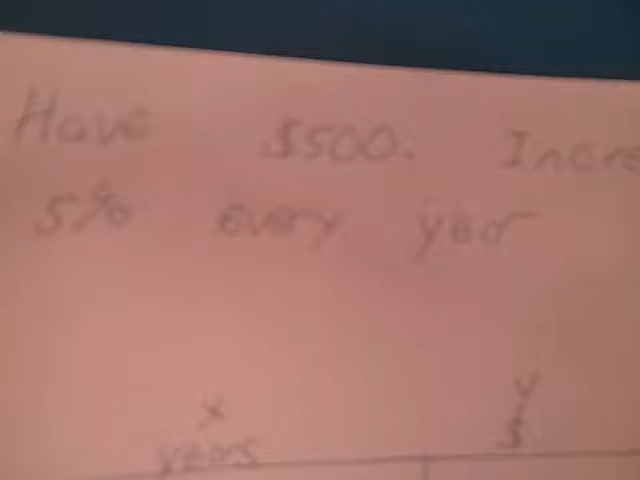 Have $500. Incre
5% every year
x y
years $